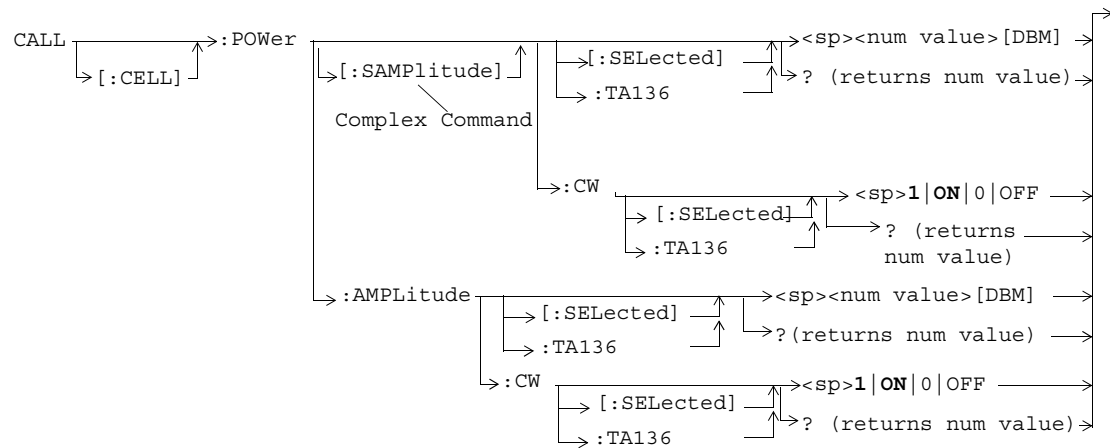 CALL :POWer <sp><num value>[DBM]
[:CELL] [:SAMPlitude] [:SELected] ? (returns num value)
:TA136
Complex Command
:CW <sp>1|ON|0|OFF
[:SELected] ? (returns
:TA136 num value)
:AMPLitude <sp><num value>[DBM]
[:SELected] ?(returns num value)
:TA136
:CW <sp>1|ON|0|OFF
[:SELected] ? (returns num value)
:TA136